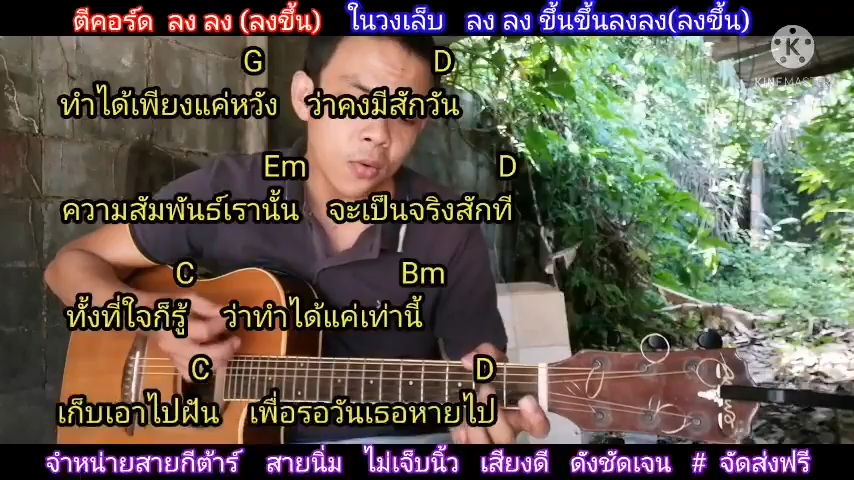 ตีคอร์ด ลง ลง (ลงขึ้น) ในวงเล็บ ลง ลง ขึ้นขึ้นลงลง(ลงขึ้น)
KINEMASTER
G D
ทำได้เพียงแค่หวัง ว่าคงมีสักวัน
Em D
ความสัมพันธ์เรานั้น จะเป็นจริงสักที
C Bm
ทั้งที่ใจก็รู้ ว่าทำได้แค่เท่านี้
C D
เก็บเอาไปฝัน เพื่อรอวันเธอหายไป
จำหน่ายสายกีต้าร์ สายนิ่ม ไม่เจ็บนิ้ว เสียงดี ดังชัดเจน # จัดส่งฟรี